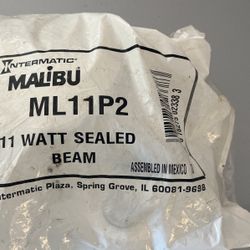 INTERMATIC®
MALIBU®
ML11P2
11 WATT SEALED
BEAM
ASSEMBLED IN MEXICO
Intermatic Plaza, Spring Grove, IL 60081-9698